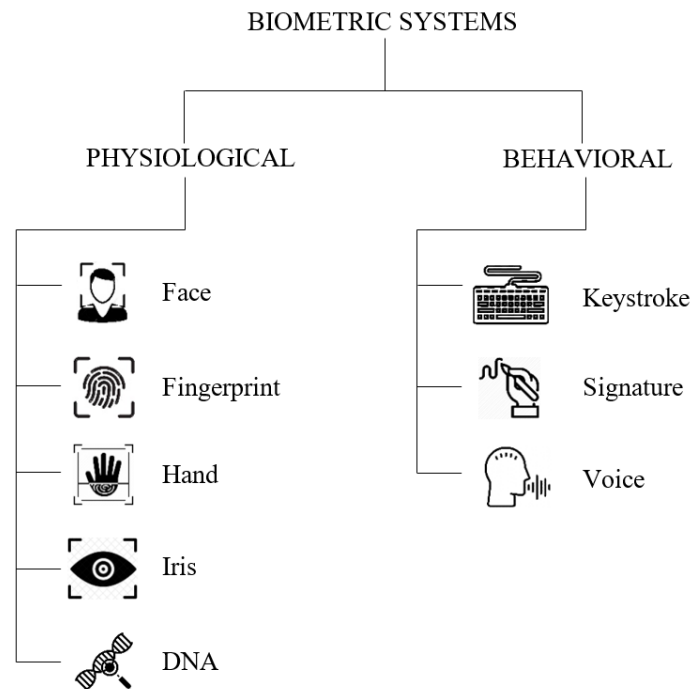 BIOMETRIC SYSTEMS
PHYSIOLOGICAL
Face
Fingerprint
Hand
Iris
DNA
BEHAVIORAL
Keystroke
Signature
Voice